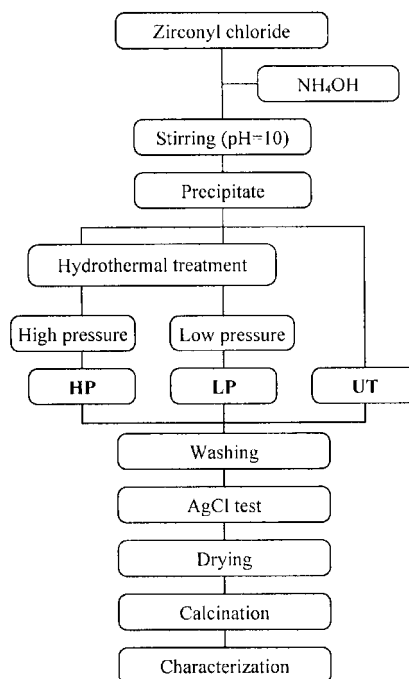 Zirconyl chloride
NH₄OH
Stirring (pH=10)
Precipitate
Hydrothermal treatment
High pressure
Low pressure
HP
LP
UT
Washing
AgCl test
Drying
Calcination
Characterization